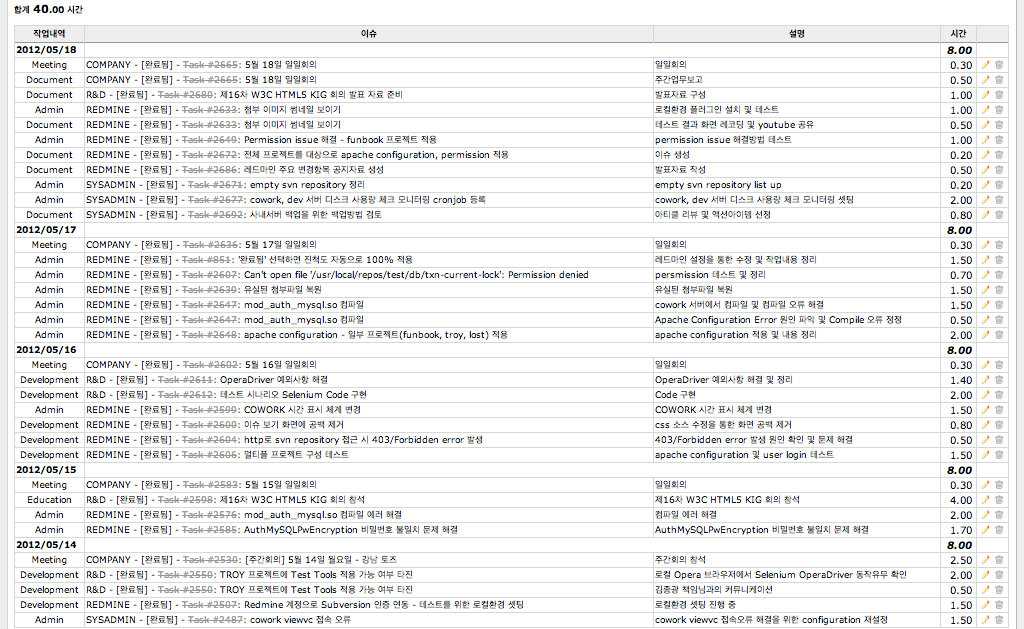 합계 40.00 시간
작업내역 이슈 설명 시간
2012/05/18 8.00
Meeting COMPANY - [완료됨] - Task #2665: 5월 18일 일일회의 일일회의 0.30
Document COMPANY - [완료됨] - Task #2665: 5월 18일 일일회의 주간업무보고 0.50
Document R&D - [완료됨] - Task #2680: 제16차 W3C HTML5 KIG 회의 발표 자료 준비 발표자료 구성 1.00
Admin REDMINE - [완료됨] - Task #2633: 첨부 이미지 썸네일 보이기 로컬환경 플러그인 설치 및 테스트 1.00
Document REDMINE - [완료됨] - Task #2633: 첨부 이미지 썸네일 보이기 테스트 결과 화면 레코딩 및 youtube 공유 0.50
Admin REDMINE - [완료됨] - Task #2649: Permission issue 해결 - funbook 프로젝트 적용 permission issue 해결방법 테스트 1.00
Document REDMINE - [완료됨] - Task #2672: 전체 프로젝트를 대상으로 apache configuration, permission 적용 이슈 생성 0.20
Document REDMINE - [완료됨] - Task #2686: 레드마인 주요 변경항목 공지자료 생성 발표자료 작성 0.50
Admin SYSADMIN - [완료됨] - Task #2671: empty svn repository 정리 empty svn repository list up 0.20
Admin SYSADMIN - [완료됨] - Task #2677: cowork, dev 서버 디스크 사용량 체크 모니터링 cronjob 등록 cowork, dev 서버 디스크 사용량 체크 모니터링 셋팅 2.00
Document SYSADMIN - [완료됨] - Task #2692: 사내서버 백업을 위한 백업방법 검토 아티클 리뷰 및 액션아이템 선정 0.80
2012/05/17 8.00
Meeting COMPANY - [완료됨] - Task #2636: 5월 17일 일일회의 일일회의 0.30
Admin REDMINE - [완료됨] - Task #851: '완료됨' 선택하면 진척도 자동으로 100% 적용 레드마인 설정을 통한 수정 및 작업내용 정리 1.50
Admin REDMINE - [완료됨] - Task #2607: Can't open file '/usr/local/repos/test/db/txn-current-lock': Permission denied persmission 테스트 및 정리 0.70
Admin REDMINE - [완료됨] - Task #2639: 유실된 첨부파일 복원 유실된 첨부파일 복원 1.50
Admin REDMINE - [완료됨] - Task #2647: mod_auth_mysql.so 컴파일 cowork 서버에서 컴파일 및 컴파일 오류 해결 1.50
Admin REDMINE - [완료됨] - Task #2647: mod_auth_mysql.so 컴파일 Apache Configuration Error 원인 파악 및 Compile 오류 정정 0.50
Admin REDMINE - [완료됨] - Task #2648: apache configuration - 일부 프로젝트(funbook, troy, lost) 적용 apache configuration 적용 및 내용 정리 2.00
2012/05/16 8.00
Meeting COMPANY - [완료됨] - Task #2602: 5월 16일 일일회의 일일회의 0.30
Development R&D - [완료됨] - Task #2611: OperaDriver 예외사항 해결 OperaDriver 예외사항 해결 및 정리 1.40
Development R&D - [완료됨] - Task #2612: 테스트 시나리오 Selenium Code 구현 Code 구현 2.00
Admin REDMINE - [완료됨] - Task #2599: COWORK 시간 표시 체계 변경 COWORK 시간 표시 체계 변경 1.50
Development REDMINE - [완료됨] - Task #2600: 이슈 보기 화면에 공백 제거 css 소스 수정을 통한 화면 공백 제거 0.80
Development REDMINE - [완료됨] - Task #2604: http로 svn repository 접근 시 403/Forbidden error 발생 403/Forbidden error 발생 원인 확인 및 문제 해결 0.50
Development REDMINE - [완료됨] - Task #2606: 멀티플 프로젝트 구성 테스트 apache configuration 및 user login 테스트 1.50
2012/05/15 8.00
Meeting COMPANY - [완료됨] - Task #2583: 5월 15일 일일회의 일일회의 0.30
Education R&D - [완료됨] - Task #2598: 제16차 W3C HTML5 KIG 회의 참석 제16차 W3C HTML5 KIG 회의 참석 4.00
Admin REDMINE - [완료됨] - Task #2576: mod_auth_mysql.so 컴파일 에러 해결 컴파일 에러 해결 2.00
Admin REDMINE - [완료됨] - Task #2585: AuthMySQLPwEncryption 비밀번호 불일치 문제 해결 AuthMySQLPwEncryption 비밀번호 불일치 문제 해결 1.70
2012/05/14 8.00
Meeting COMPANY - [완료됨] - Task #2530: [주간회의] 5월 14일 월요일 - 강남 토즈 주간회의 참석 2.50
Development R&D - [완료됨] - Task #2550: TROY 프로젝트에 Test Tools 적용 가능 여부 타진 로컬 Opera 브라우저에서 Selenium OperaDriver 동작유무 확인 2.00
Development R&D - [완료됨] - Task #2550: TROY 프로젝트에 Test Tools 적용 가능 여부 타진 김종광 책임님과의 커뮤니케이션 0.50
Development REDMINE - [완료됨] - Task #2507: Redmine 계정으로 Subversion 인증 연동 - 테스트를 위한 로컬환경 셋팅 로컬환경 셋팅 진행 중 1.50
Admin SYSADMIN - [완료됨] - Task #2487: cowork viewvc 접속 오류 cowork viewvc 접속오류 해결을 위한 configuration 재설정 1.50